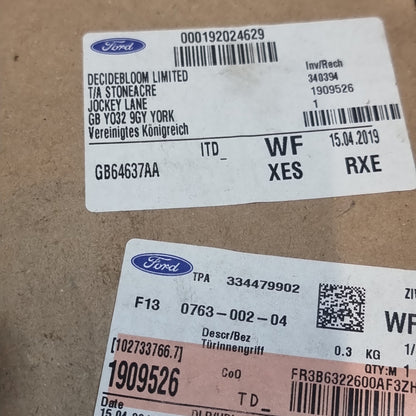 Ford
000192024629
DECIDEBLOOM LIMITED
T/A STONEACRE
JOCKEY LANE
GB YO32 9GY YORK
Vereinigtes Königreich
Inv/Rech
340394
1909526
1
ITD_
WF
15.04.2019
GB64637AA
XES
RXE
Ford
TPA 334479902
F13 0763-002-04
WF
Descr/Bez
Türinnengriff
0.3 KG
1/
[102733766.7]
QTY:M 1
1909526
CoO
FR3B6322600AF3ZH
TD_
Date